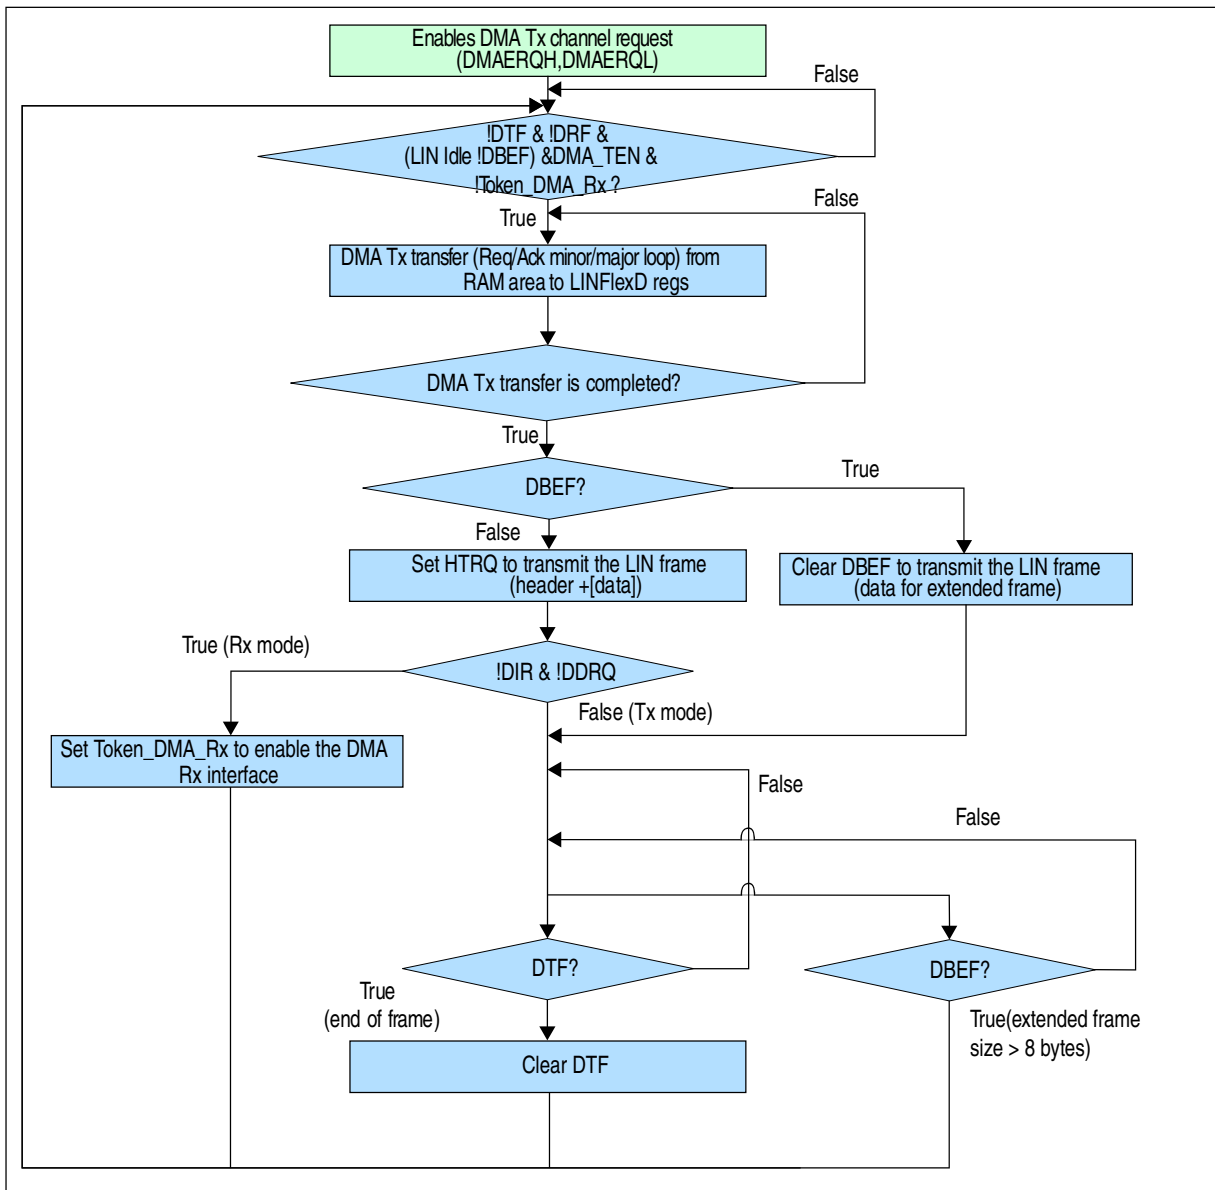 Enables DMA Tx channel request
(DMAERQH,DMAERQL)
False
!DTF & !DRF &
(LIN Idle !DBEF) &DMA_TEN &
!Token_DMA_Rx ?
True
False
DMA Tx transfer (Req/Ack minor/major loop) from
RAM area to LINFlexD regs
DMA Tx transfer is completed?
True
DBEF?
True
False
Set HTRQ to transmit the LIN frame
(header +[data])
Clear DBEF to transmit the LIN frame
(data for extended frame)
True (Rx mode)
!DIR & !DDRQ
False (Tx mode)
Set Token_DMA_Rx to enable the DMA
Rx interface
False
False
DTF?
DBEF?
True
(end of frame)
True(extended frame
size > 8 bytes)
Clear DTF